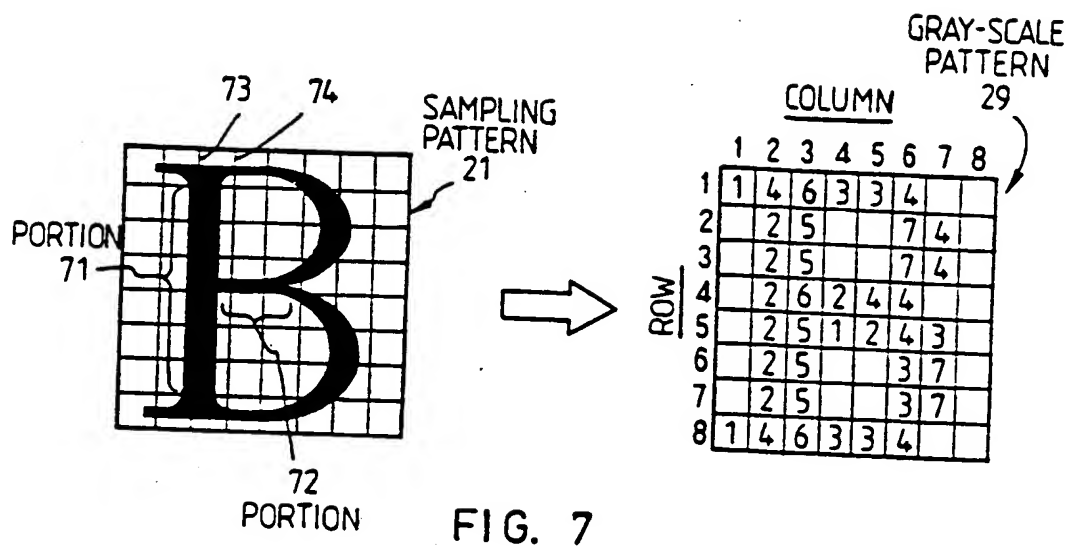 73 74
SAMPLING
PATTERN
21
PORTION
71
72
PORTION
GRAY-SCALE
PATTERN
29
COLUMN
1 2 3 4 5 6 7 8
ROW
1 1 4 6 3 3 4
2 2 5 7 4
3 2 5 7 4
4 2 6 2 4 4
5 2 5 1 2 4 3
6 2 5 3 7
7 2 5 3 7
8 1 4 6 3 3 4
B
FIG. 7